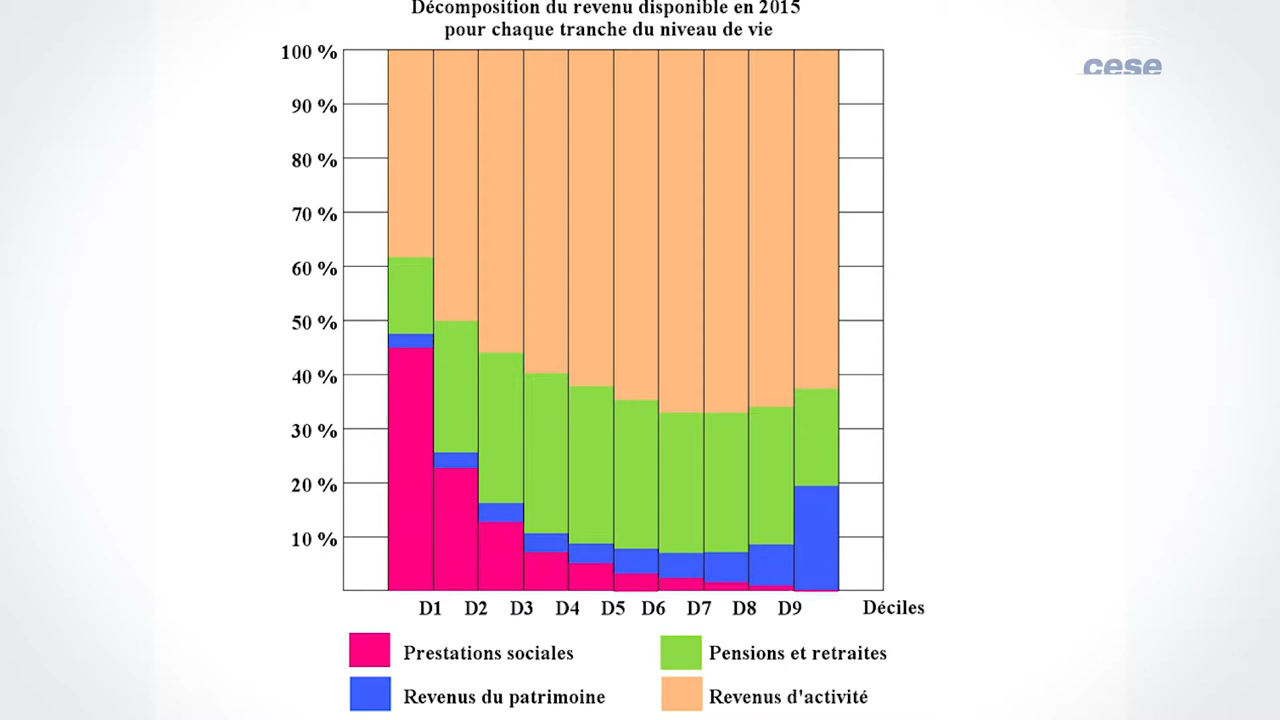 Décomposition du revenu disponible en 2015
pour chaque tranche du niveau de vie
cese
100 %
90 %
80 %
70 %
60 %
50 %
40 %
30 %
20 %
10 %
D1 D2 D3 D4 D5 D6 D7 D8 D9 Déciles
Prestations sociales Pensions et retraites
Revenus du patrimoine Revenus d'activité